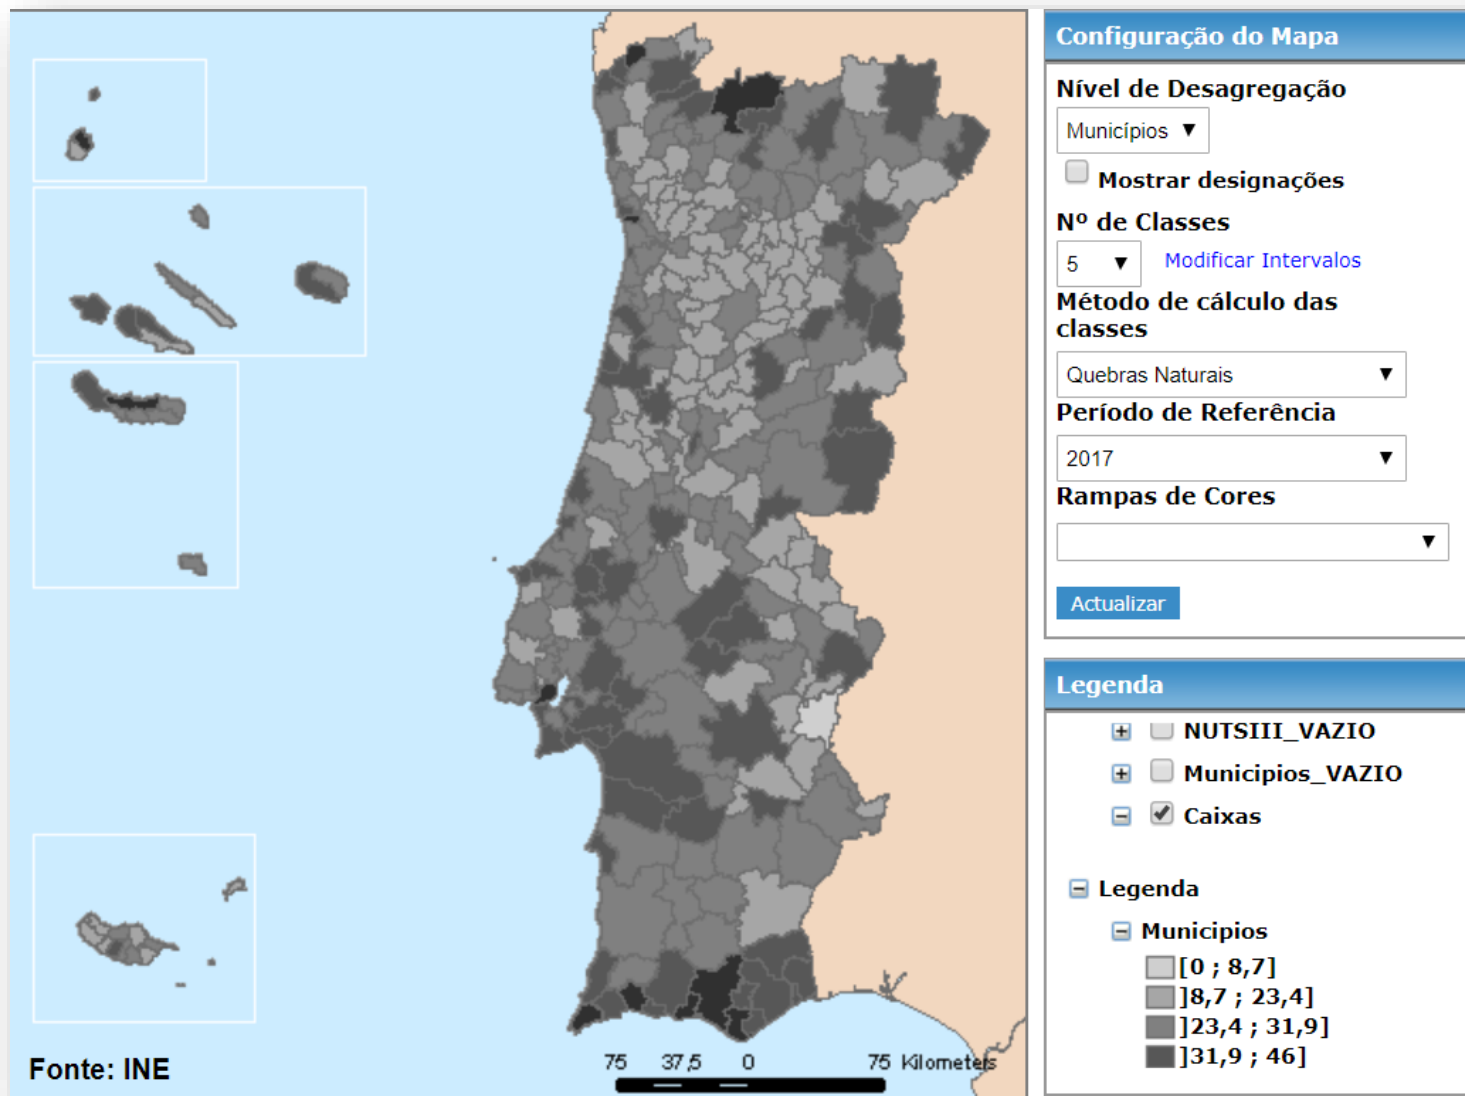 Configuração do Mapa
Nível de Desagregação
Municípios
Mostrar designações
Nº de Classes
5 Modificar Intervalos
Método de cálculo das
classes
Quebras Naturais
Período de Referência
2017
Rampas de Cores
Actualizar
Legenda
NUTSIII_VAZIO
Municipios_VAZIO
Caixas
Legenda
Municipios
[0 ; 8,7]
]8,7 ; 23,4]
]23,4 ; 31,9]
]31,9 ; 46]
Fonte: INE
75 37,5 0 75 Kilometers